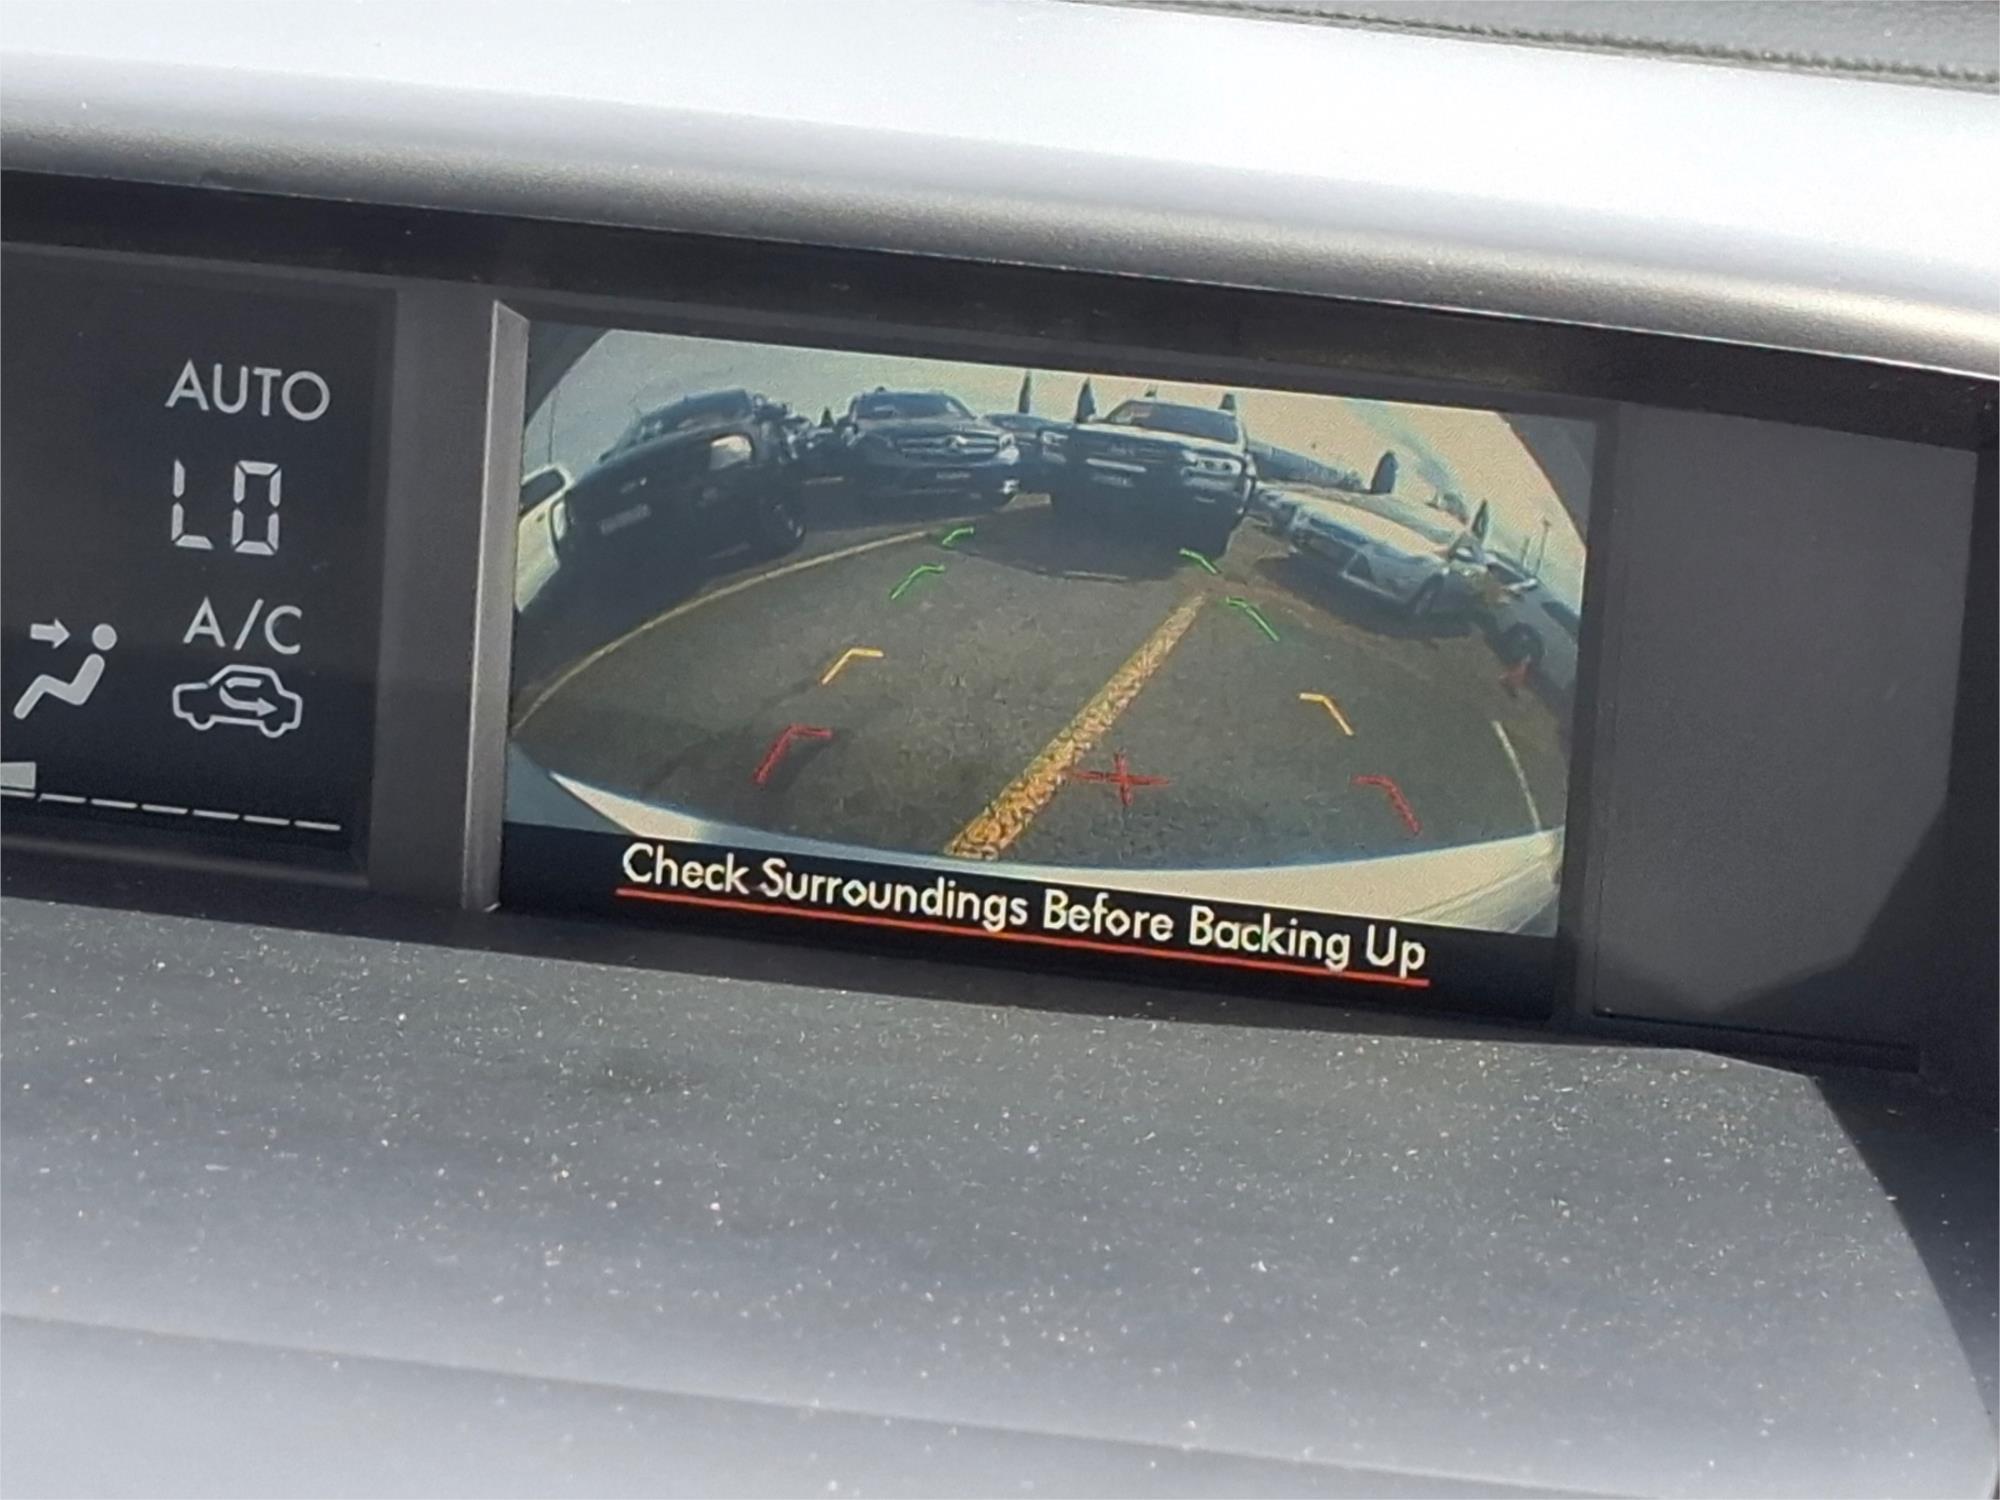 AUTO
LO
A/C
Check Surroundings Before Backing Up